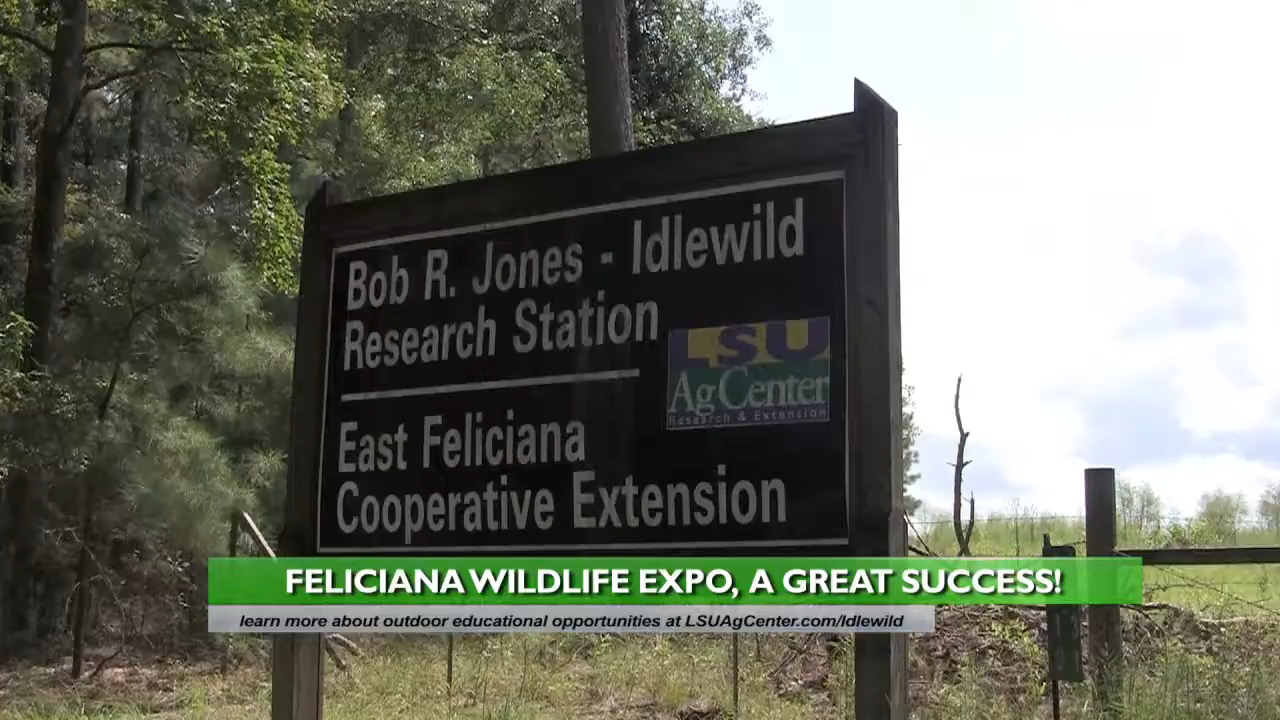 Bob R. Jones - Idlewild
Research Station
LSU
AgCenter
Research & Extension
East Feliciana
Cooperative Extension
FELICIANA WILDLIFE EXPO, A GREAT SUCCESS!
learn more about outdoor educational opportunities at LSUAgCenter.com/Idlewild